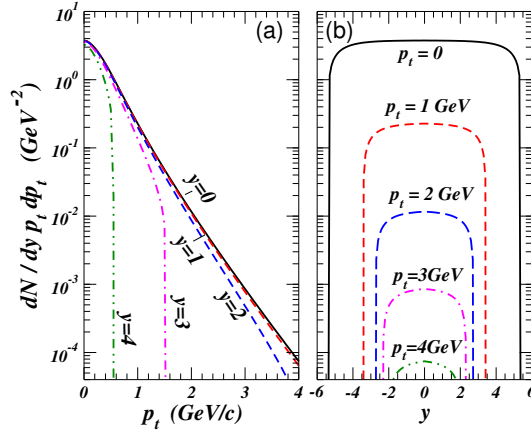 (a)
(b)
dN / dy p_t dp_t (GeV^-2)
10^1
10^0
10^-1
10^-2
10^-3
10^-4
y=0
y=1
y=2
y=3
y=4
0 1 2 3 4
p_t (GeV/c)
p_t = 0
p_t = 1 GeV
p_t = 2 GeV
p_t=3GeV
p_t=4GeV
-6 -4 -2 0 2 4 6
y